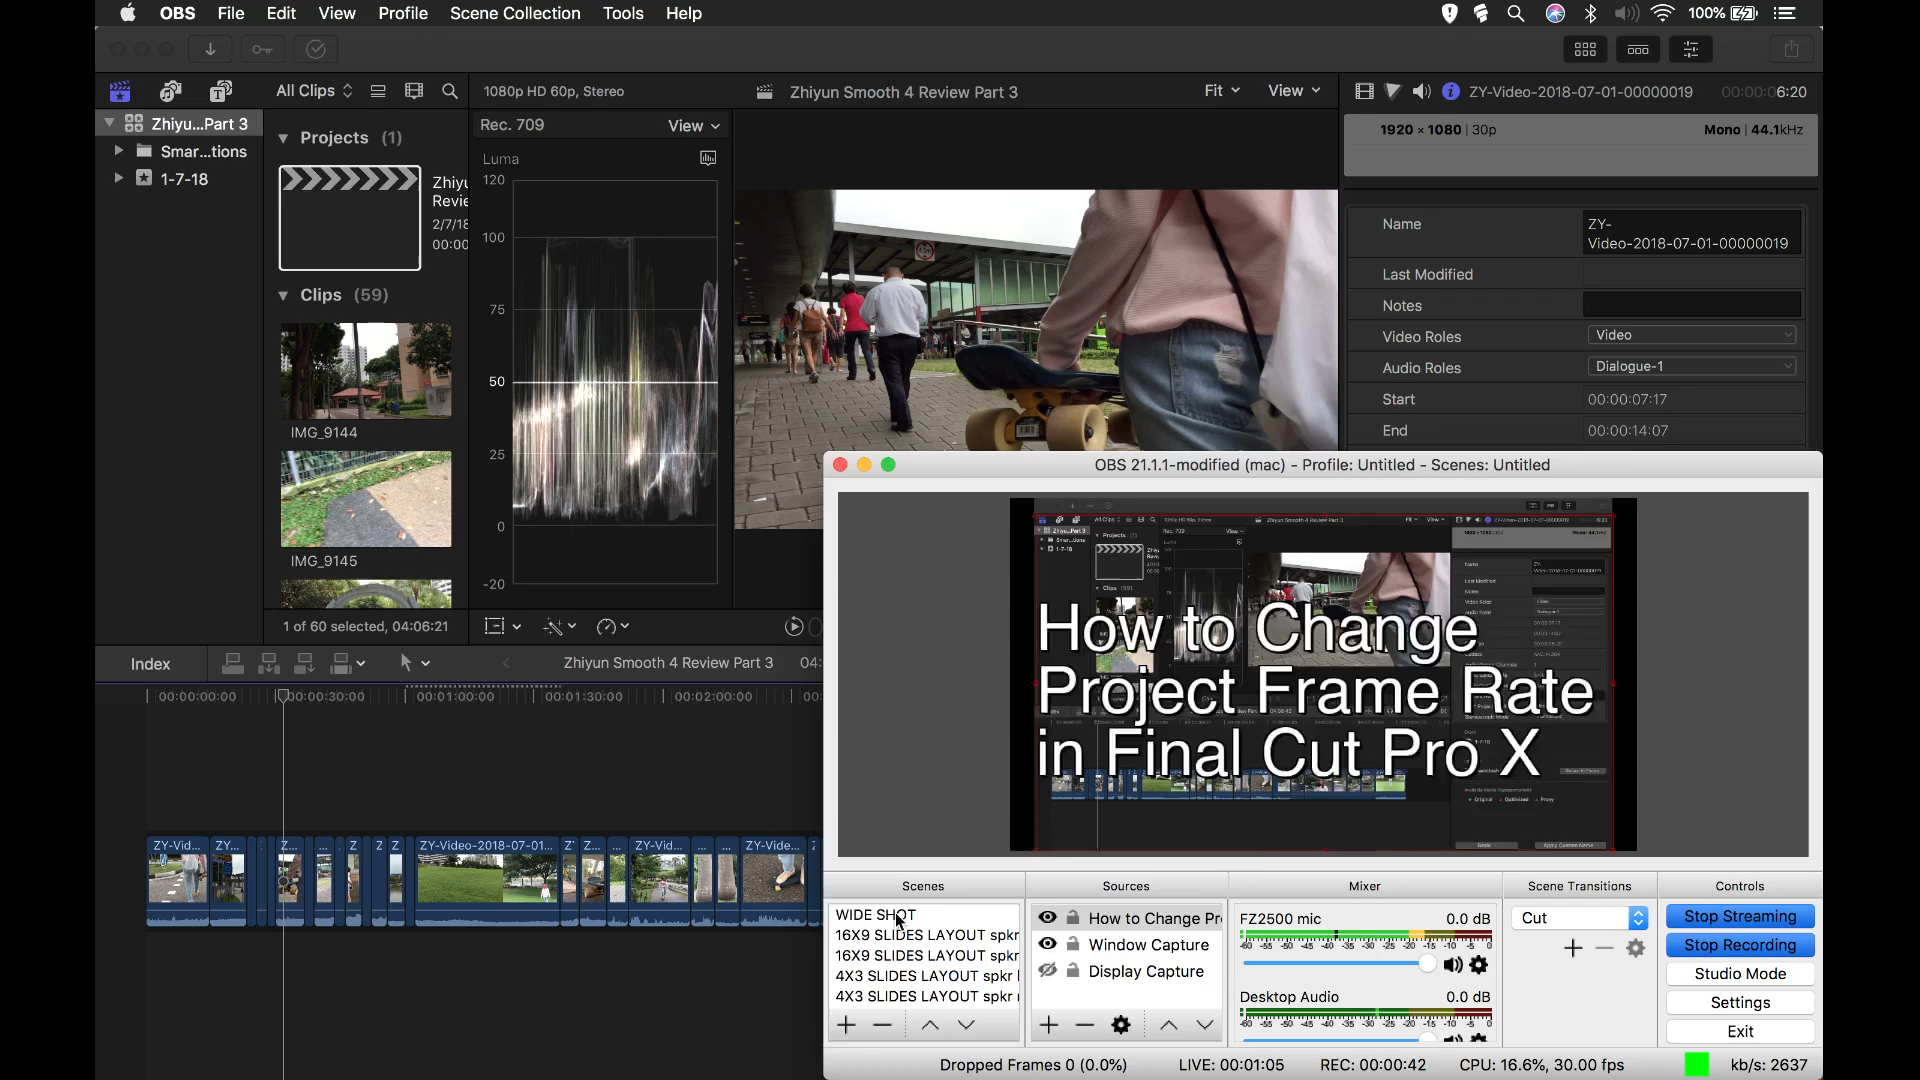 OBS File Edit View Profile Scene Collection Tools Help
100%
All Clips
1080p HD 60p, Stereo
Zhiyun Smooth 4 Review Part 3
Fit
View
ZY-Video-2018-07-01-00000019
00:00:06:20
Zhiyu...Part 3
Smar...tions
1-7-18
Projects (1)
Zhiyu
Revie
2/7/18
00:00
Clips (59)
IMG_9144
IMG_9145
1 of 60 selected, 04:06:21
Rec. 709
View
Luma
120
100
75
50
25
0
-20
1920 × 1080 | 30p
Mono | 44.1kHz
Name
ZY-
Video-2018-07-01-00000019
Last Modified
Notes
Video Roles
Video
Audio Roles
Dialogue-1
Start
00:00:07:17
End
00:00:14:07
Index
Zhiyun Smooth 4 Review Part 3
04:
00:00:00:00
00:00:30:00
00:01:00:00
00:01:30:00
00:02:00:00
00:
ZY-Vid...
ZY...
Z...
...
Z
Z
Z
ZY-Video-2018-07-01...
Z
Z...
...
ZY-Vid...
...
...
ZY-Vide...
OBS 21.1.1-modified (mac) - Profile: Untitled - Scenes: Untitled
How to Change
Project Frame Rate
in Final Cut Pro X
Scenes
Sources
Mixer
Scene Transitions
Controls
WIDE SHOT
16X9 SLIDES LAYOUT spkr
16X9 SLIDES LAYOUT spkr
4X3 SLIDES LAYOUT spkr
4X3 SLIDES LAYOUT spkr
How to Change Pr
Window Capture
Display Capture
FZ2500 mic
0.0 dB
-60 -55 -50 -45 -40 -35 -30 -25 -20 -15 -10 -5 0
Desktop Audio
0.0 dB
-60 -55 -50 -45 -40 -35 -30 -25 -20 -15 -10 -5 0
Cut
Stop Streaming
Stop Recording
Studio Mode
Settings
Exit
Dropped Frames 0 (0.0%)
LIVE: 00:01:05
REC: 00:00:42
CPU: 16.6%, 30.00 fps
kb/s: 2637